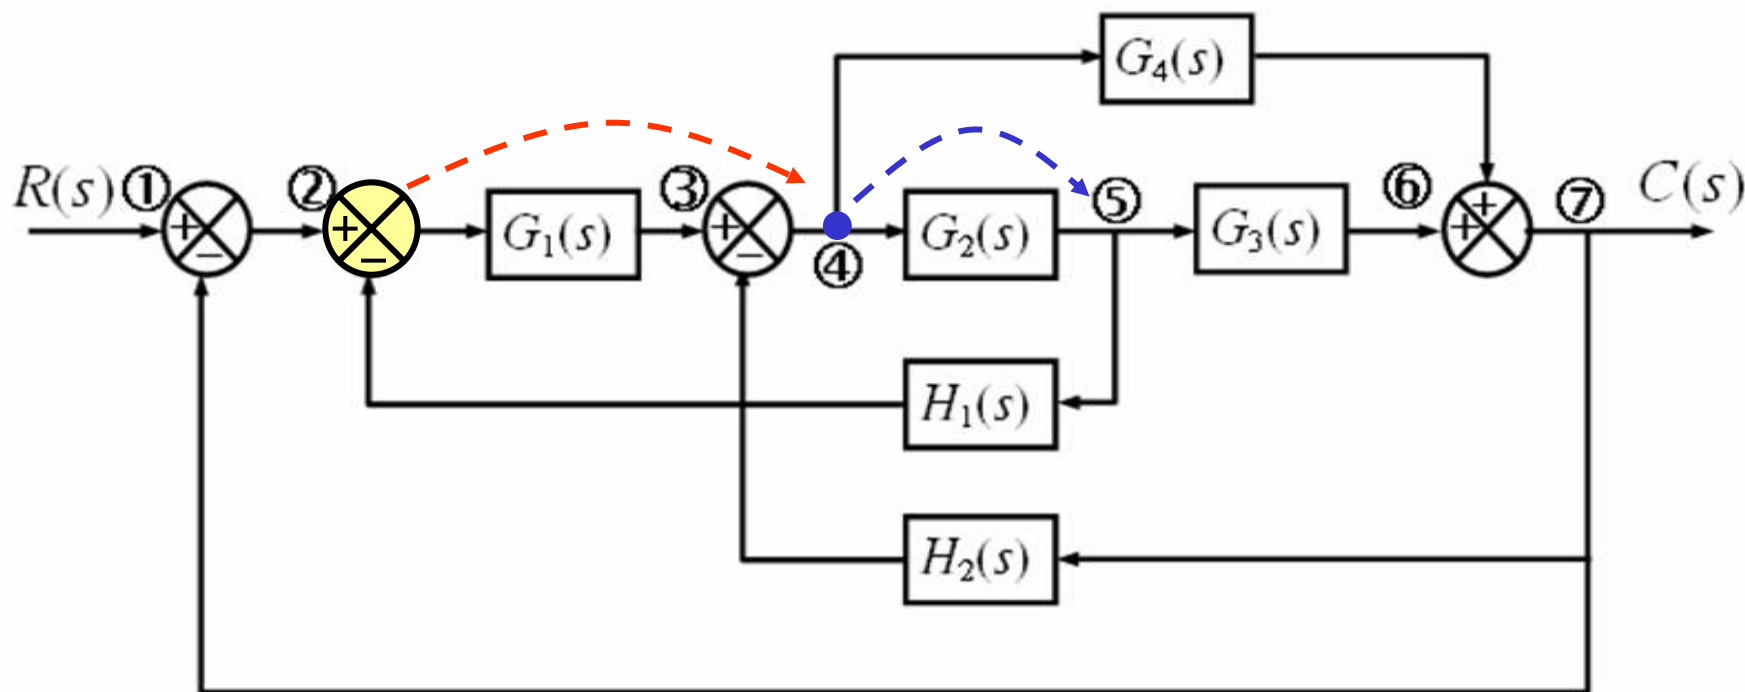 G₄(s)
R(s) ① ② ③ ⑤ ⑥ ⑦ C(s)
+ − + − G₁(s) + − G₂(s) G₃(s) + +
④
H₁(s)
H₂(s)